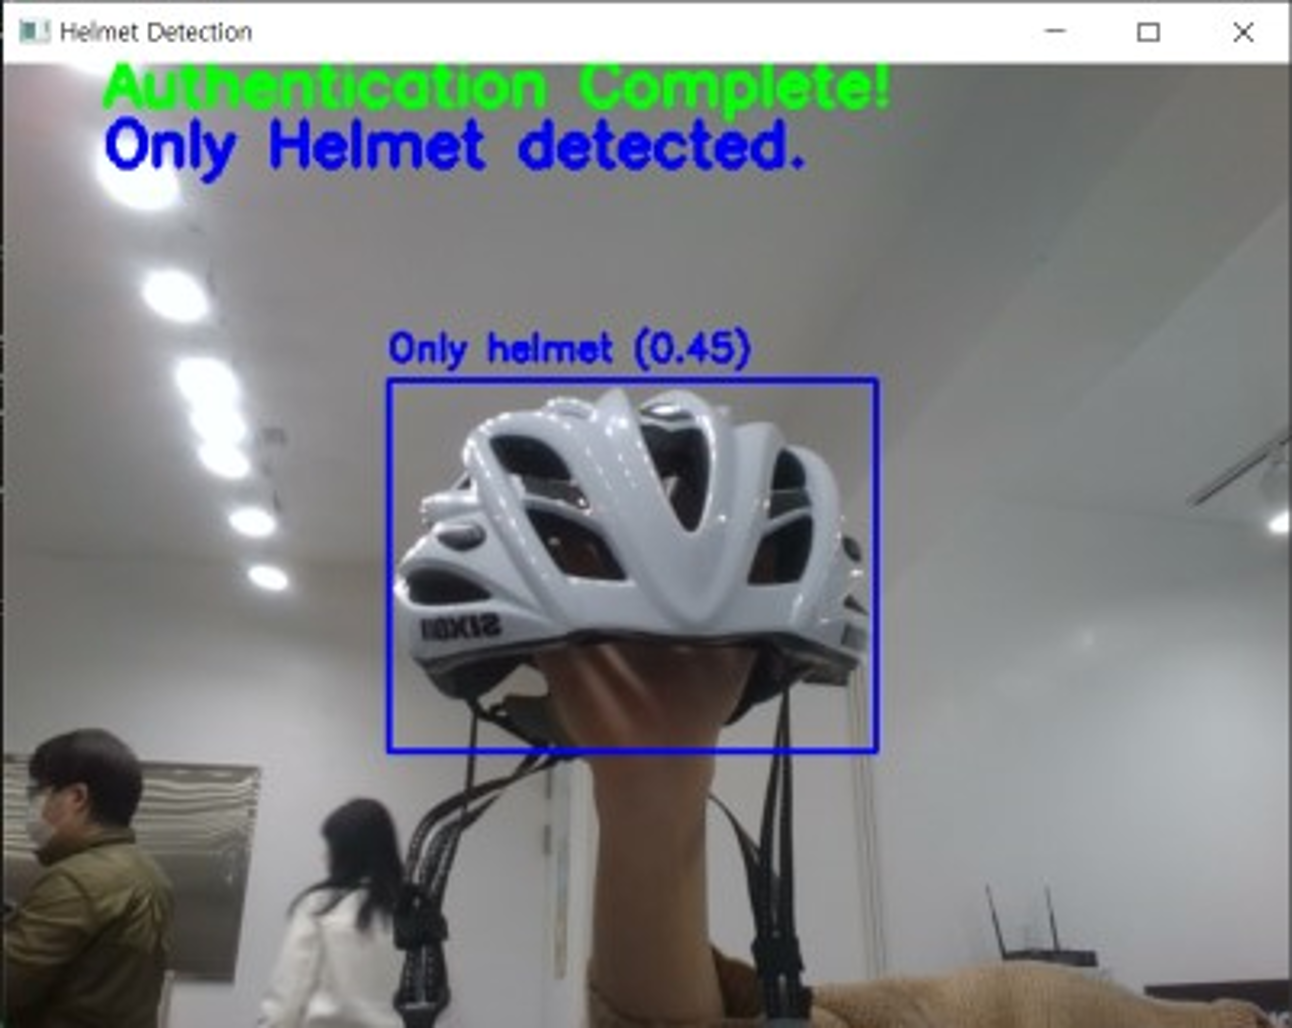 Helmet Detection
Authentication Complete!
Only Helmet detected.
Only helmet (0.45)